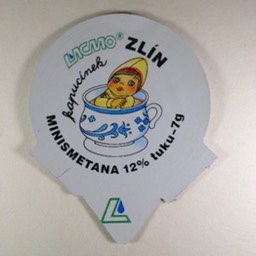 LACMO® ZLÍN
kapucínek
MINISMETANA 12% tuku-7g